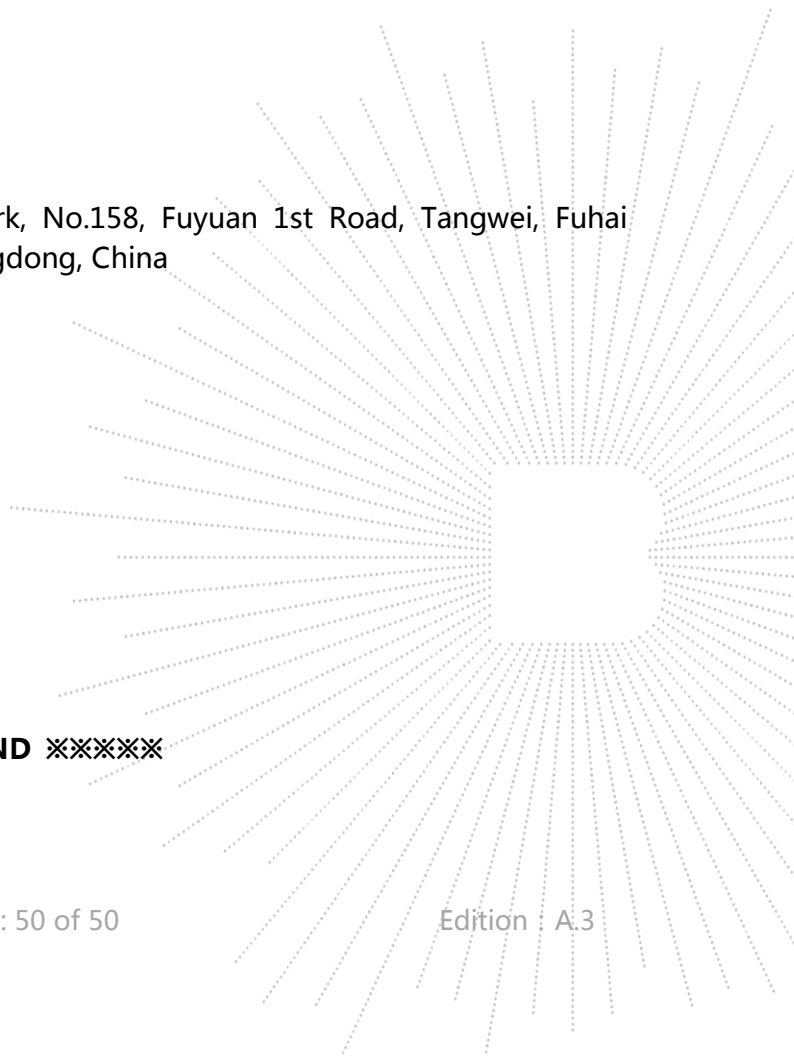 rk, No.158, Fuyuan 1st Road, Tangwei, Fuhai
gdong, China
ND ※※※※※
: 50 of 50 Edition : A.3